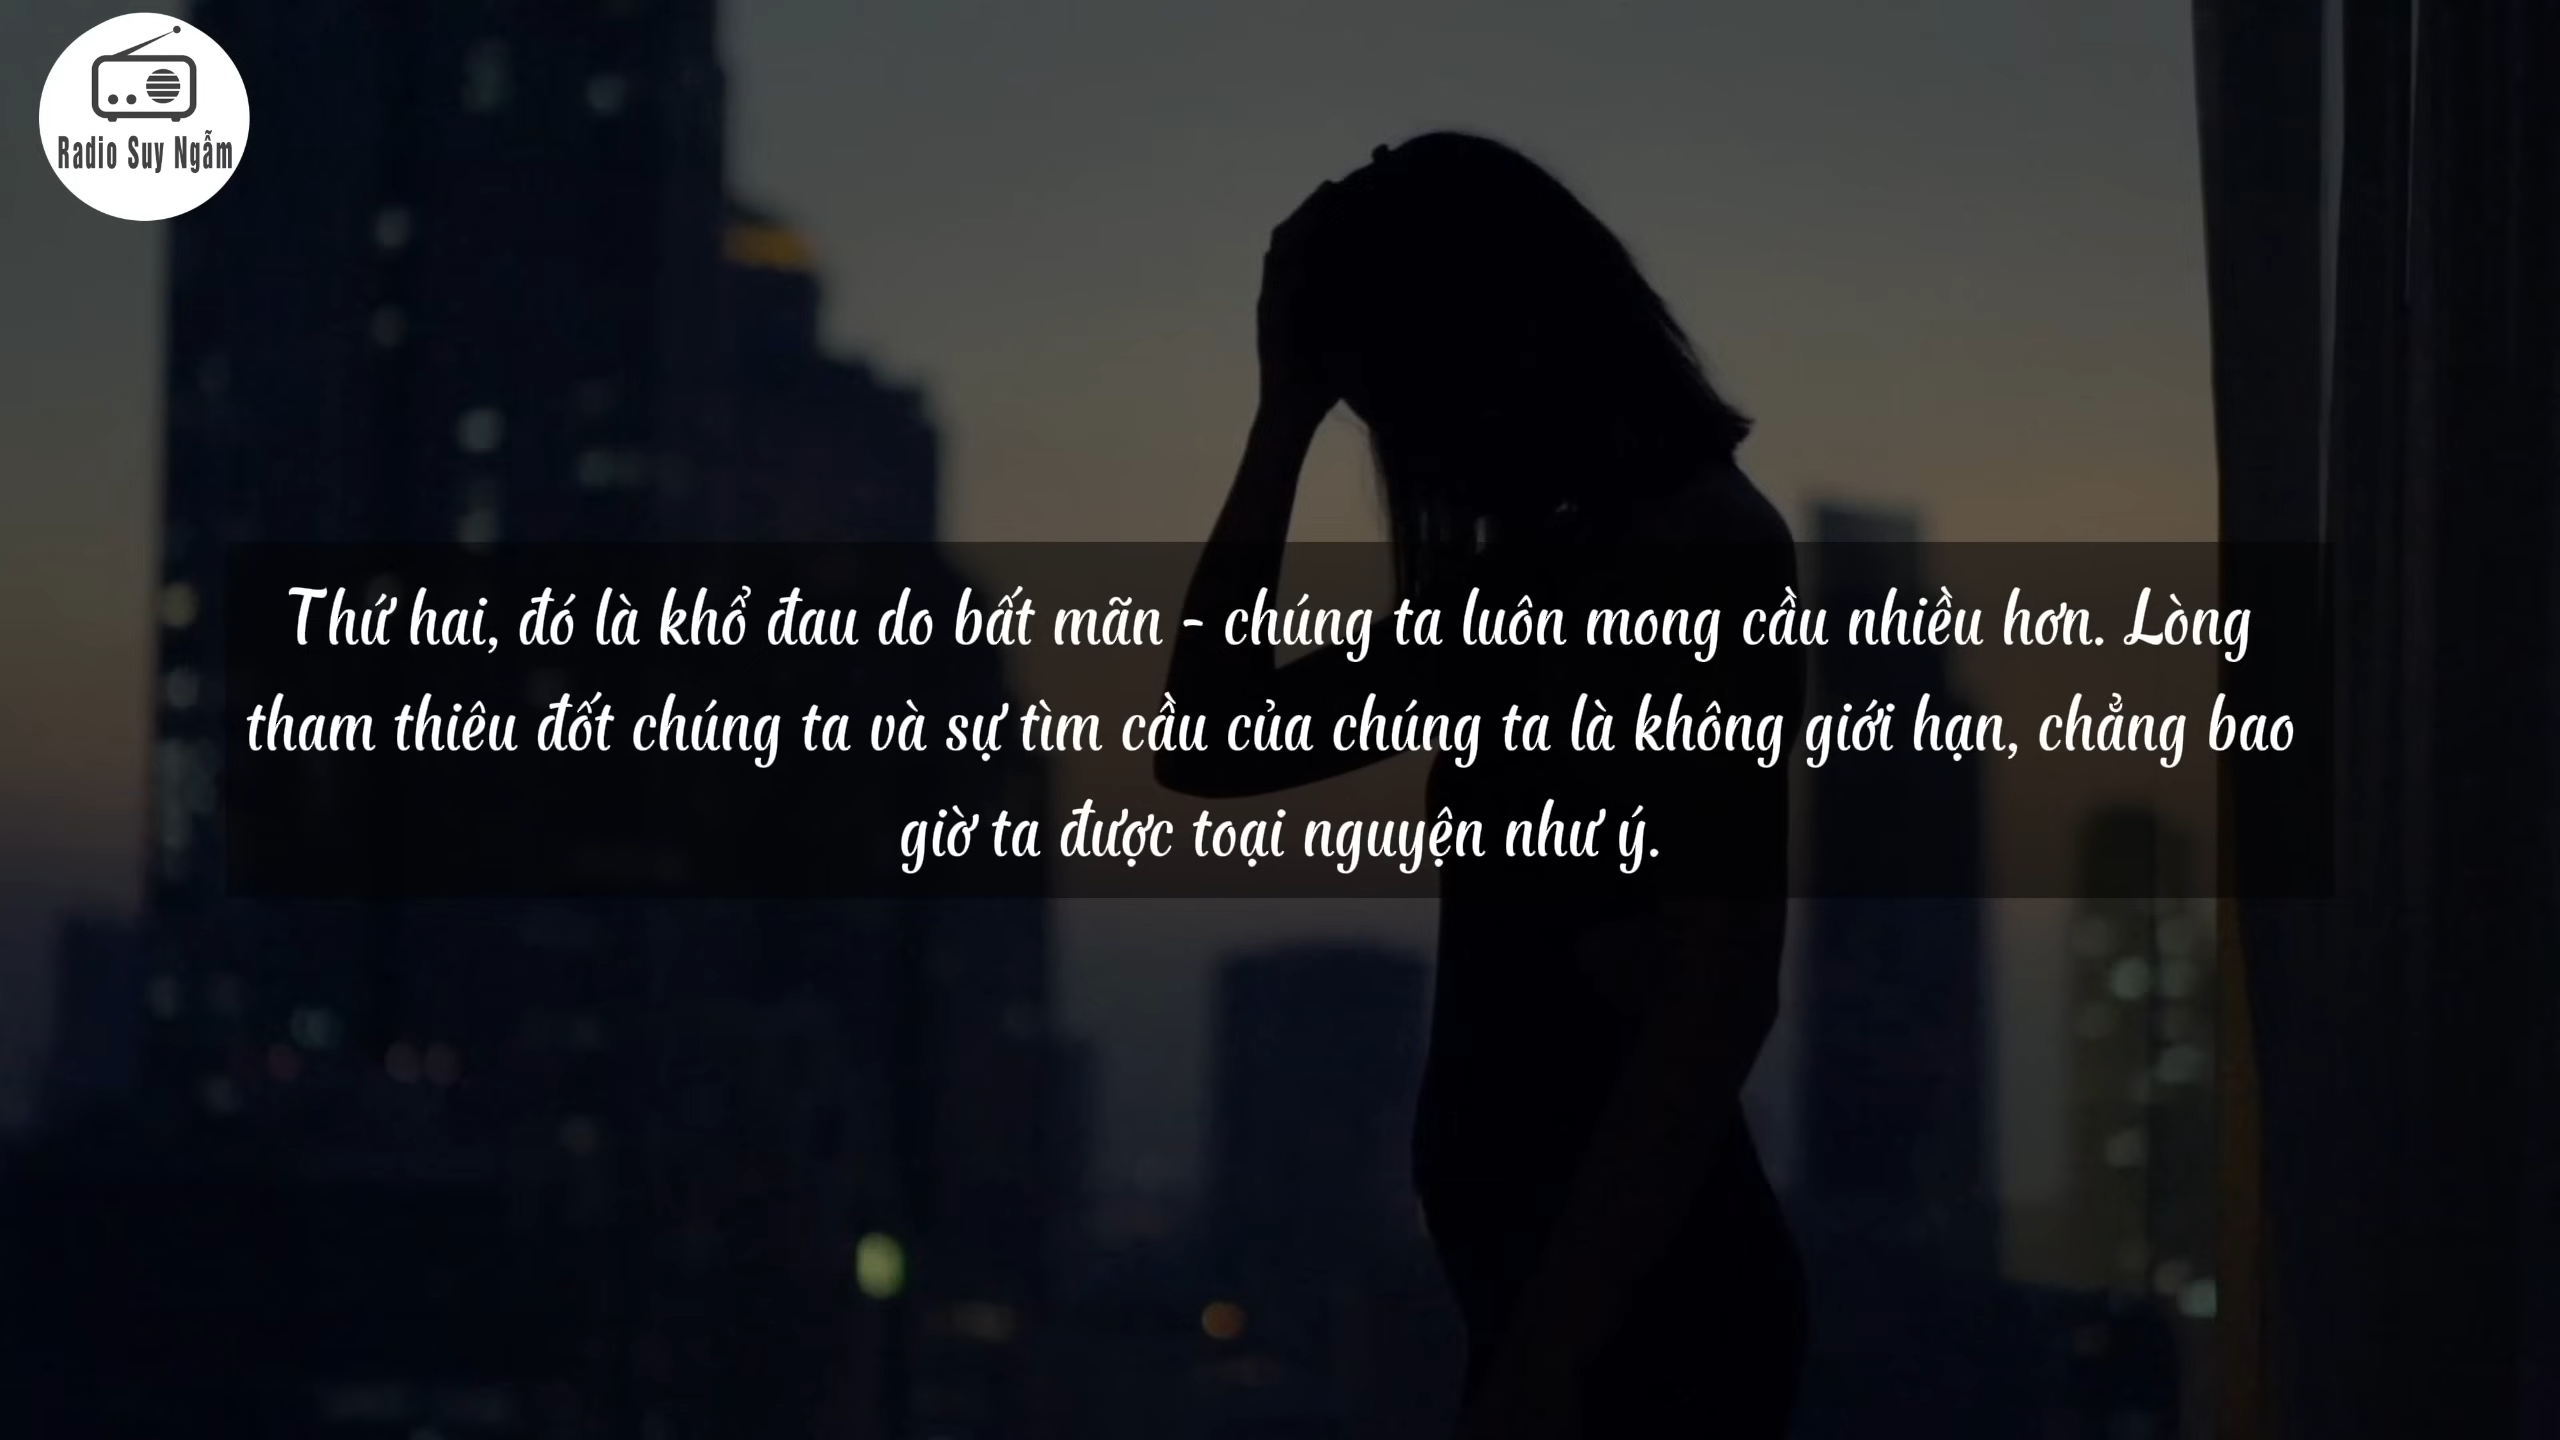 Radio Suy Ngẫm
Thứ hai, đó là khổ đau do bất mãn - chúng ta luôn mong cầu nhiều hơn. Lòng
tham thiêu đốt chúng ta và sự tìm cầu của chúng ta là không giới hạn, chẳng bao
giờ ta được toại nguyện như ý.